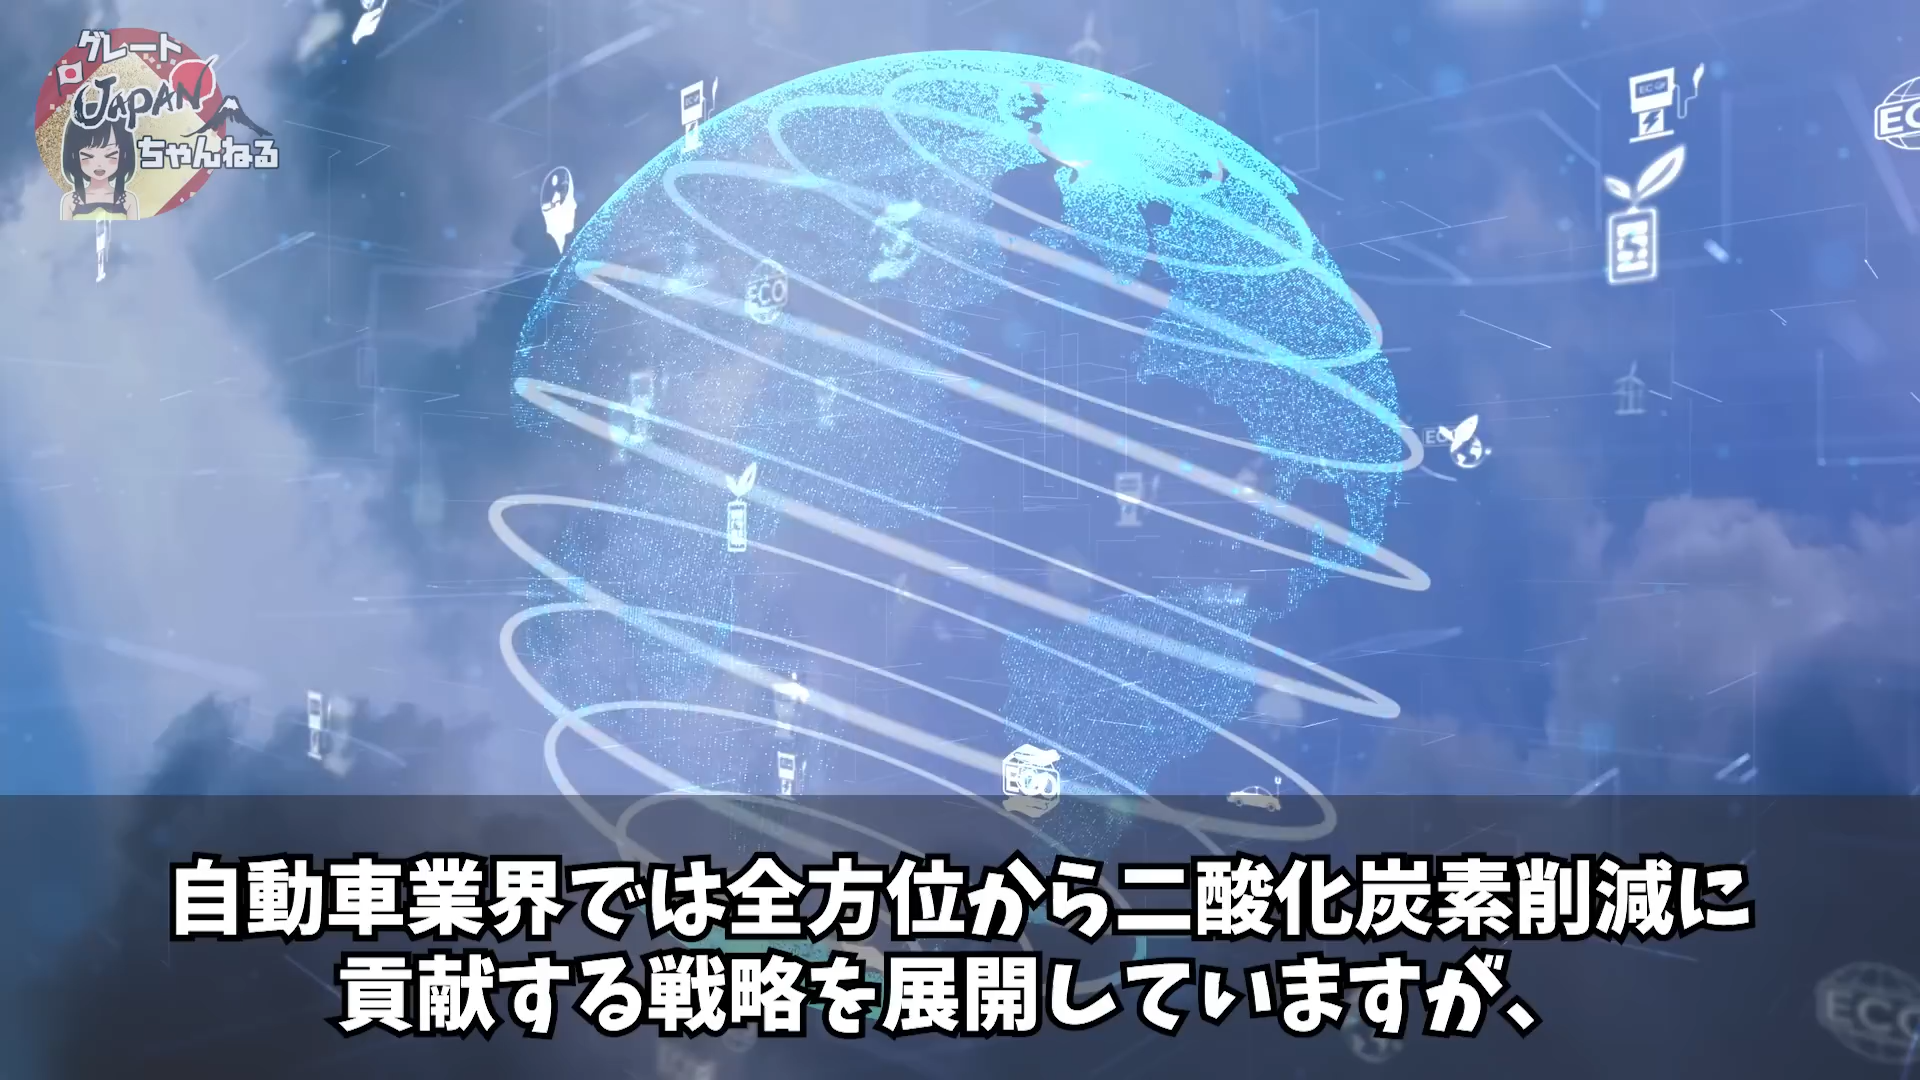 グレート
JAPAN
ちゃんねる
ECO
ECO
ECO
自動車業界では全方位から二酸化炭素削減に
貢献する戦略を展開していますが、
ECO